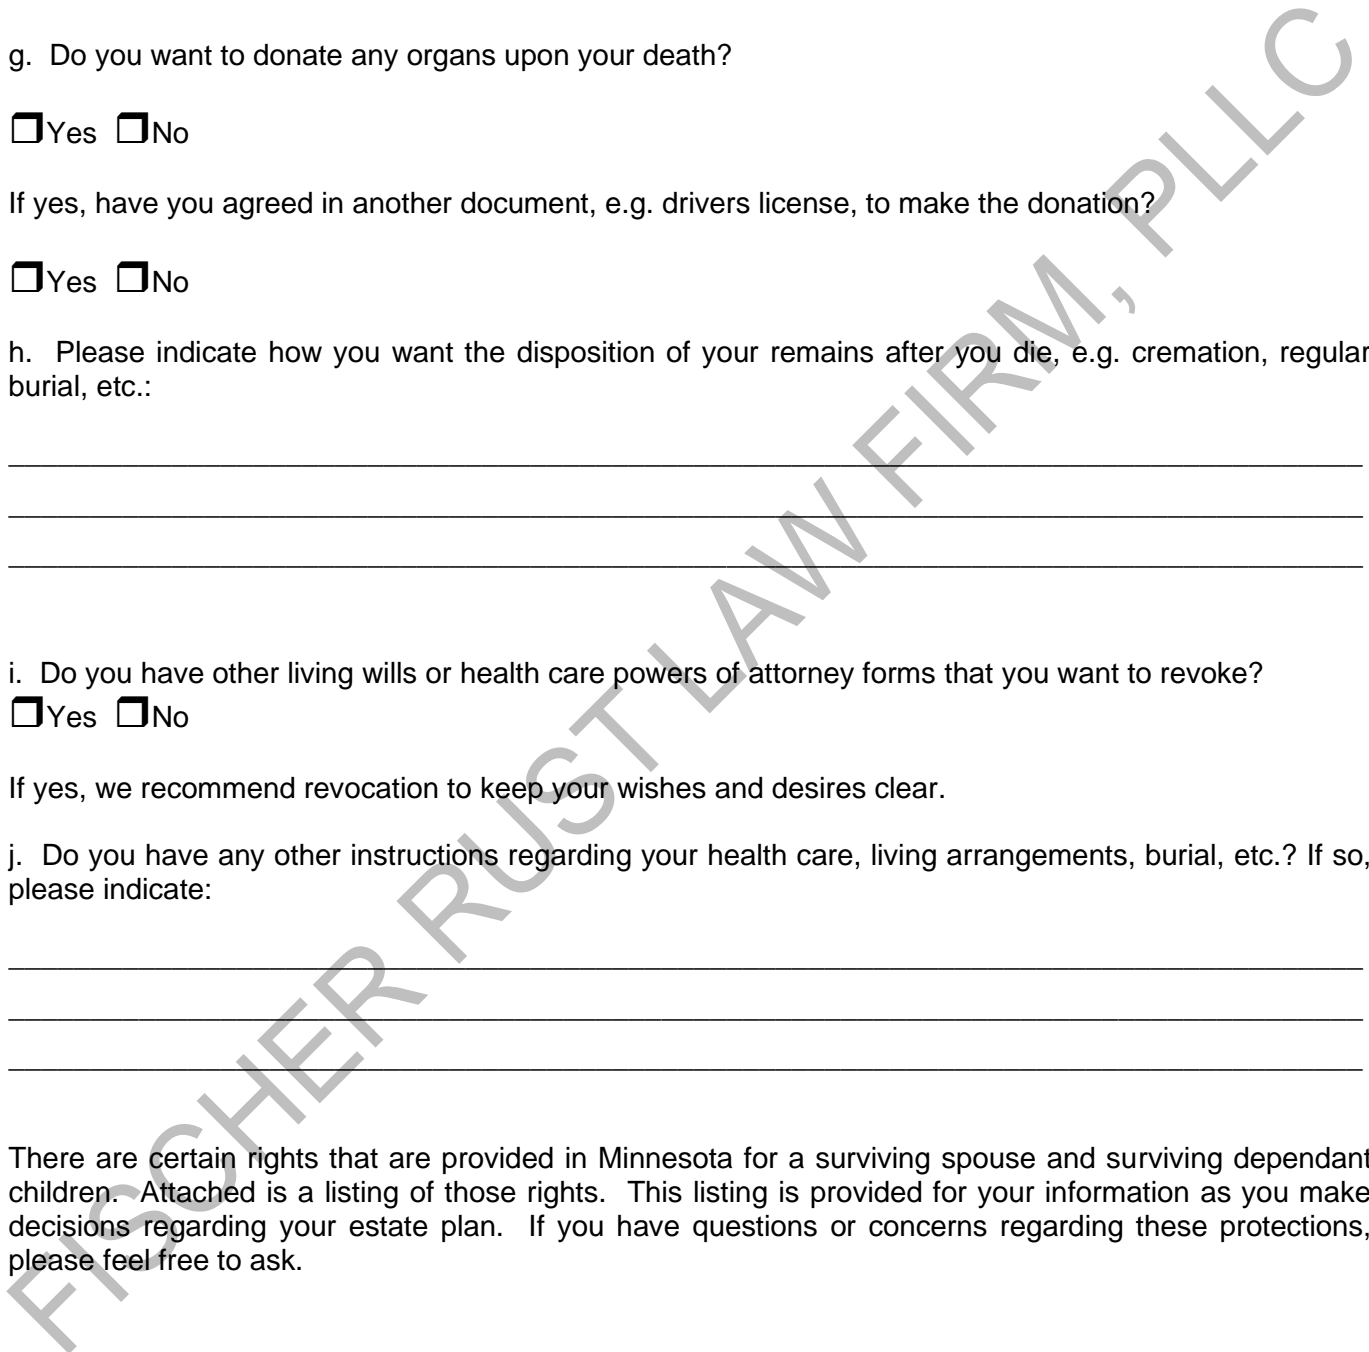 g. Do you want to donate any organs upon your death?
❒Yes ❒No
If yes, have you agreed in another document, e.g. drivers license, to make the donation?
❒Yes ❒No
h. Please indicate how you want the disposition of your remains after you die, e.g. cremation, regular
burial, etc.:
i. Do you have other living wills or health care powers of attorney forms that you want to revoke?
❒Yes ❒No
If yes, we recommend revocation to keep your wishes and desires clear.
j. Do you have any other instructions regarding your health care, living arrangements, burial, etc.? If so,
please indicate:
There are certain rights that are provided in Minnesota for a surviving spouse and surviving dependant
children. Attached is a listing of those rights. This listing is provided for your information as you make
decisions regarding your estate plan. If you have questions or concerns regarding these protections,
please feel free to ask.
FISCHER RUST LAW FIRM, PLLC